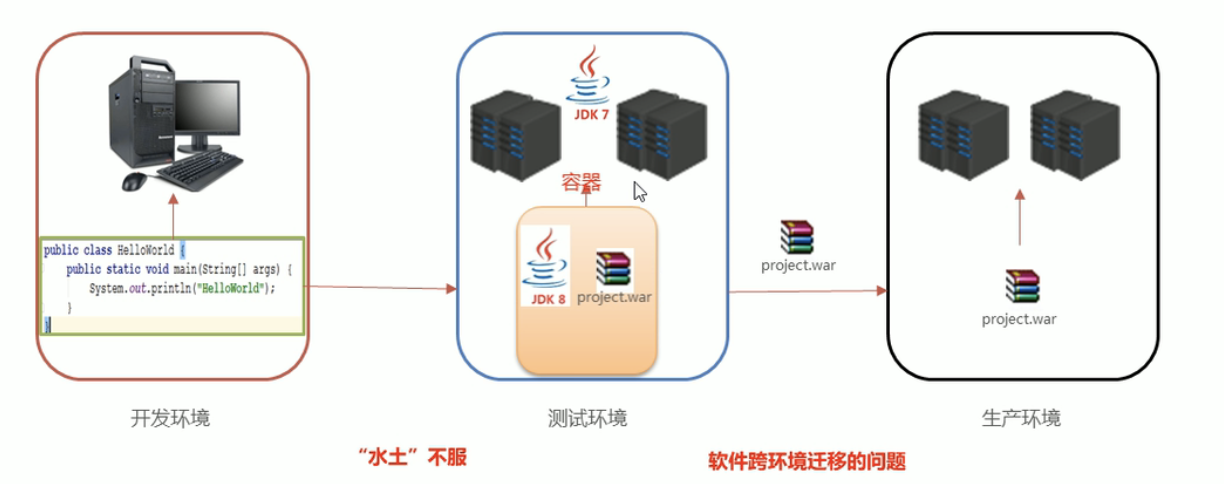 public class HelloWorld {
public static void main(String[] args) {
System.out.println("HelloWorld");
}
}
开发环境
JDK 7
容器
JDK 8
project.war
测试环境
project.war
project.war
生产环境
“水土”不服
软件跨环境迁移的问题